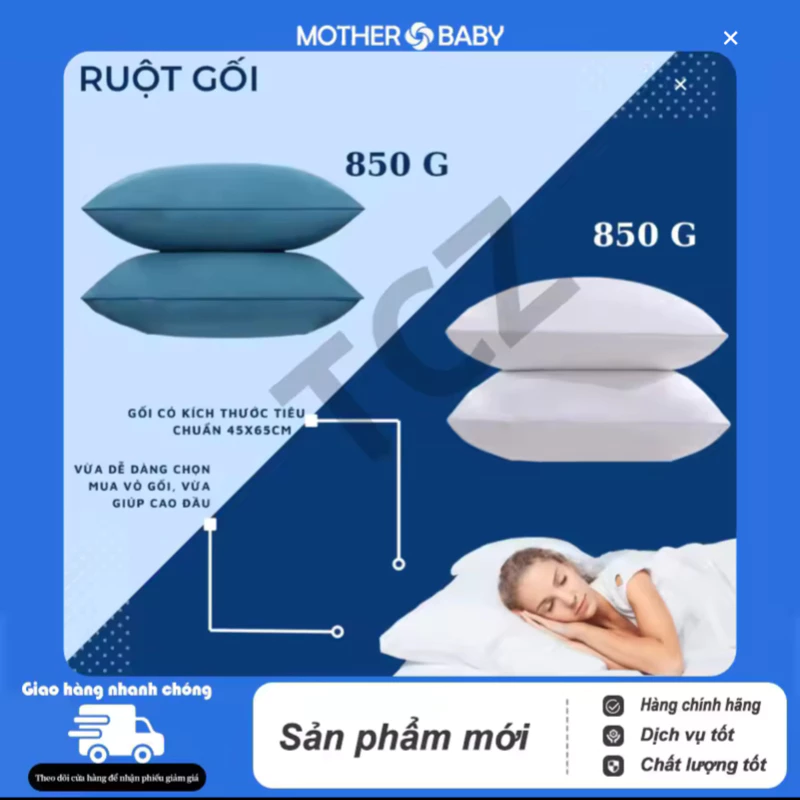 MOTHER BABY
RUỘT GỐI
850 G
850 G
TCZ
GỐI CÓ KÍCH THƯỚC TIÊU
CHUẨN 45X65CM
VỪA DỄ DÀNG CHỌN
MUA VỎ GỐI, VỪA
GIÚP CAO ĐẦU
Giao hàng nhanh chóng
Theo dõi cửa hàng để nhận phiếu giảm giá
Sản phẩm mới
Hàng chính hãng
Dịch vụ tốt
Chất lượng tốt